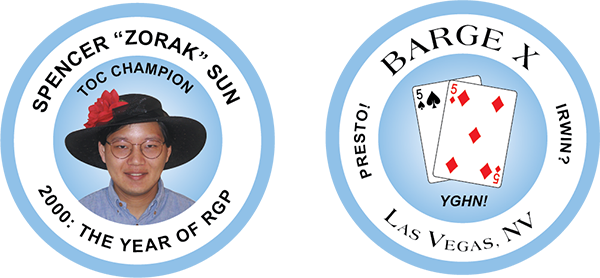 SPENCER “ZORAK” SUN
TOC CHAMPION
2000: THE YEAR OF RGP
BARGE X
PRESTO!
IRWIN?
5
5
5
YGHN!
LAS VEGAS, NV